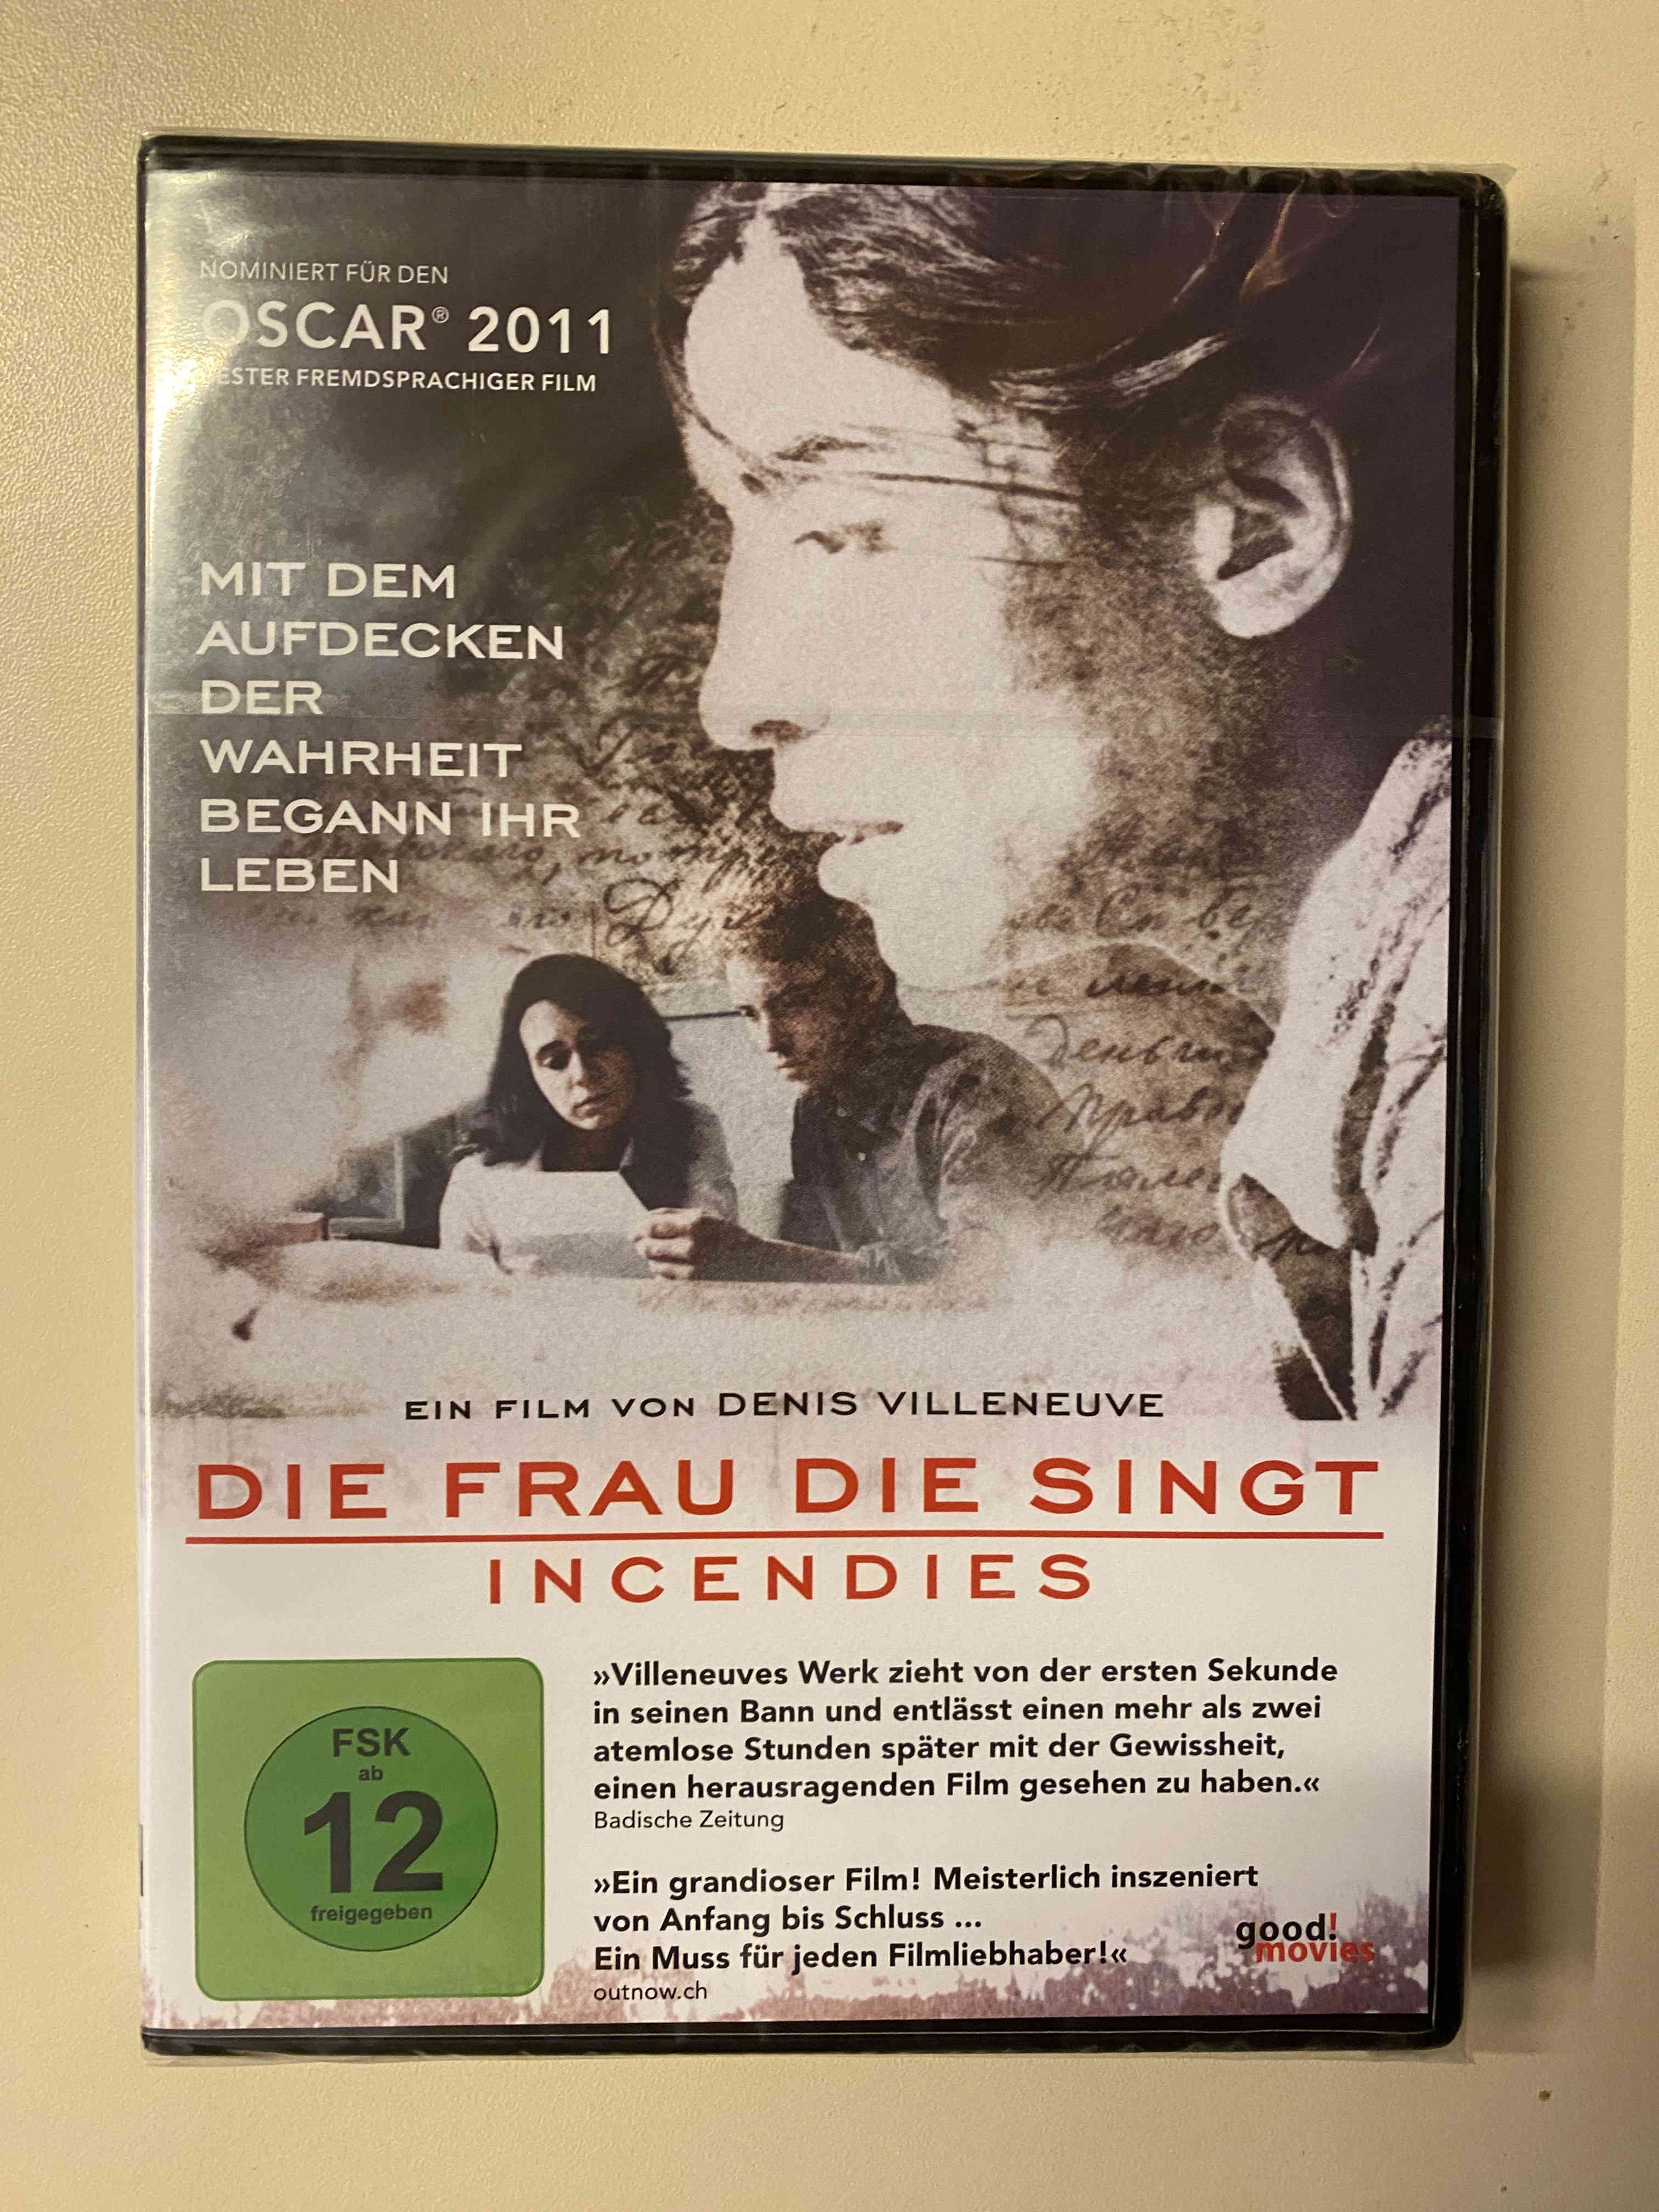 NOMINIERT FÜR DEN
OSCAR® 2011
BESTER FREMDSPRACHIGER FILM
MIT DEM
AUFDECKEN
DER
WAHRHEIT
BEGANN IHR
LEBEN
деньги
EIN FILM VON DENIS VILLENEUVE
DIE FRAU DIE SINGT
INCENDIES
FSK
ab
12
freigegeben
»Villeneuves Werk zieht von der ersten Sekunde
in seinen Bann und entlässt einen mehr als zwei
atemlose Stunden später mit der Gewissheit,
einen herausragenden Film gesehen zu haben.«
Badische Zeitung
»Ein grandioser Film! Meisterlich inszeniert
von Anfang bis Schluss ...
Ein Muss für jeden Filmliebhaber!«
outnow.ch
good!
movies